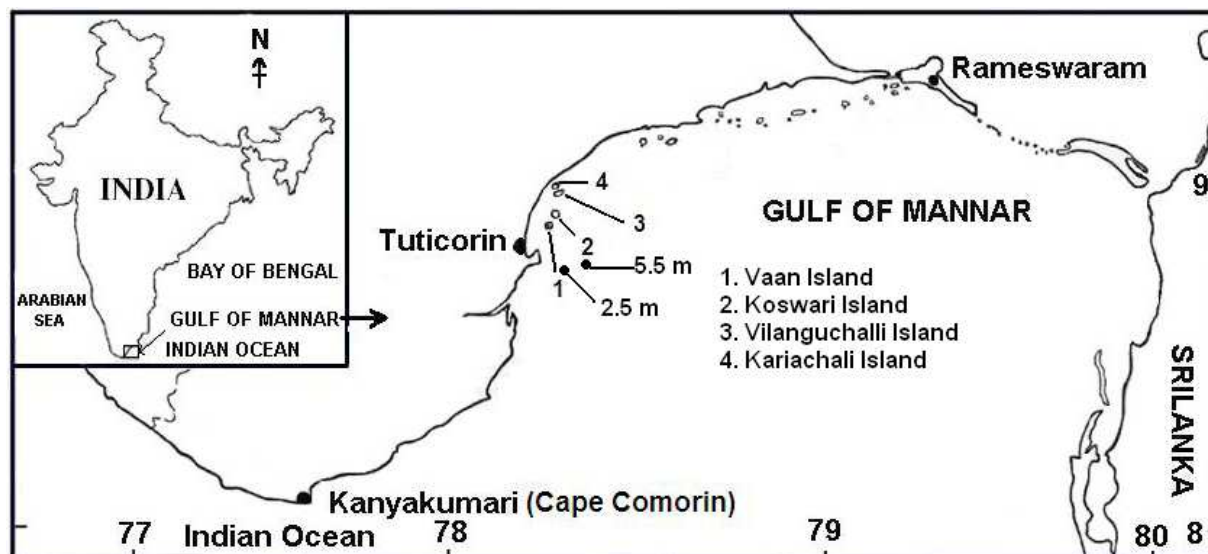 N
INDIA
BAY OF BENGAL
ARABIAN
SEA
GULF OF MANNAR
INDIAN OCEAN
Rameswaram
4
3
GULF OF MANNAR
Tuticorin
2
5.5 m
1
2.5 m
1. Vaan Island
2. Koswari Island
3. Vilanguchalli Island
4. Kariachali Island
9
SRILANKA
Kanyakumari (Cape Comorin)
Indian Ocean
77
78
79
80
8